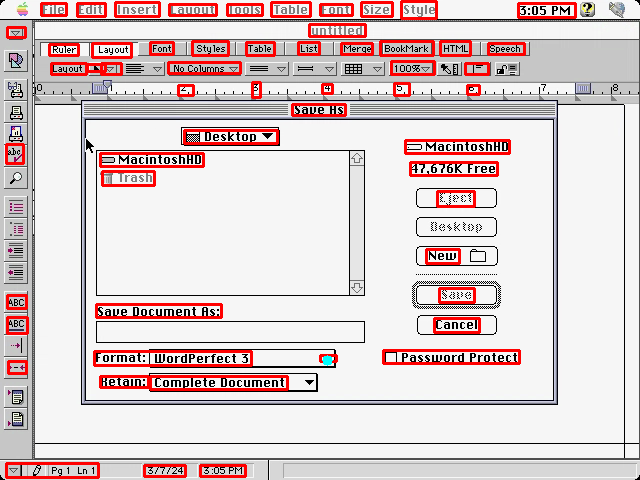 File Edit Insert Layout Tools Table Font Size Style 3:05 PM
untitled
Ruler Layout Font Styles Table List Merge BookMark HTML Speech
Layout No Columns 100%
0 1 2 3 4 5 6 7 8
Save As
Desktop
MacintoshHD
Trash
MacintoshHD
47,676K Free
Eject
Desktop
New
Save
Cancel
Save Document As:
Format: WordPerfect 3
Password Protect
Retain: Complete Document
abc
ABC
ABC
Pg 1 Ln 1 3/7/24 3:05 PM